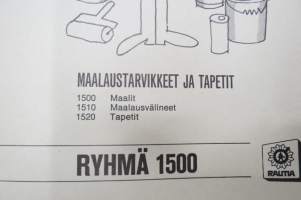 MAALAUSTARVIKKEET JA TAPETIT
1500 Maalit
1510 Maalausvälineet
1520 Tapetit
RYHMÄ 1500
RAUTIA